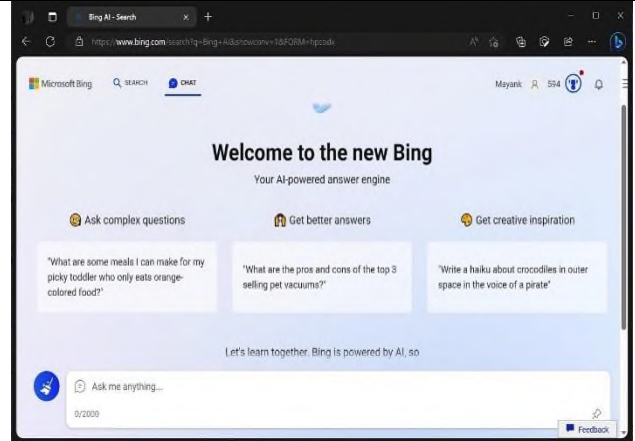 Bing AI - Search
https://www.bing.com/search?q=Bing+AI&showconv=1&FORM=hpcodx
Microsoft Bing
SEARCH
CHAT
Mayank
594
Welcome to the new Bing
Your AI-powered answer engine
Ask complex questions
Get better answers
Get creative inspiration
"What are some meals I can make for my
picky toddler who only eats orange-
colored food?"
"What are the pros and cons of the top 3
selling pet vacuums?"
"Write a haiku about crocodiles in outer
space in the voice of a pirate"
Let's learn together. Bing is powered by AI, so
Ask me anything...
0/2000
Feedback